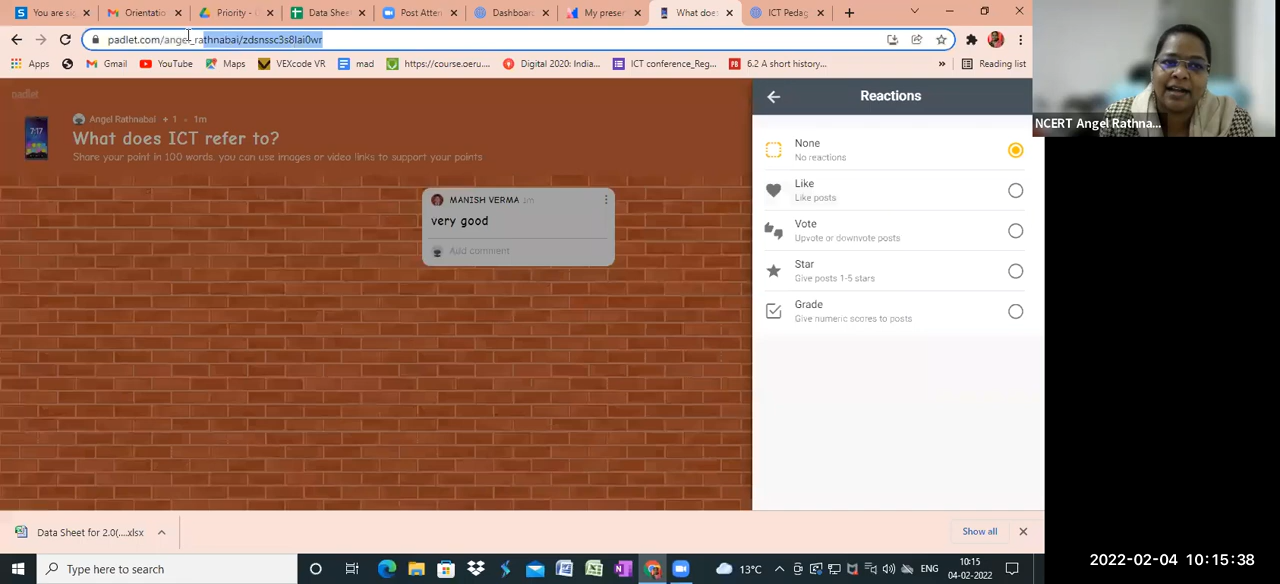 You are sig
Orientatio
Priority -
Data Sheet
Post Atten
Dashboar
My presen
What doe
ICT Pedag
padlet.com/angel_rathnabai/zdsnssc3s8lai0wr
Apps
Gmail
YouTube
Maps
VEXcode VR
mad
https://course.oeru....
Digital 2020: India...
ICT conference_Reg...
6.2 A short history...
»
Reading list
padlet
Angel Rathnabai + 1 · 1m
What does ICT refer to?
Share your point in 100 words, you can use images or video links to support your points
7:17
MANISH VERMA 1m
very good
Add comment
Reactions
None
No reactions
Like
Like posts
Vote
Upvote or downvote posts
Star
Give posts 1-5 stars
Grade
Give numeric scores to posts
NCERT Angel Rathna...
Data Sheet for 2.0(....xlsx
Show all
Type here to search
13°C
ENG
10:15
04-02-2022
2022-02-04 10:15:38